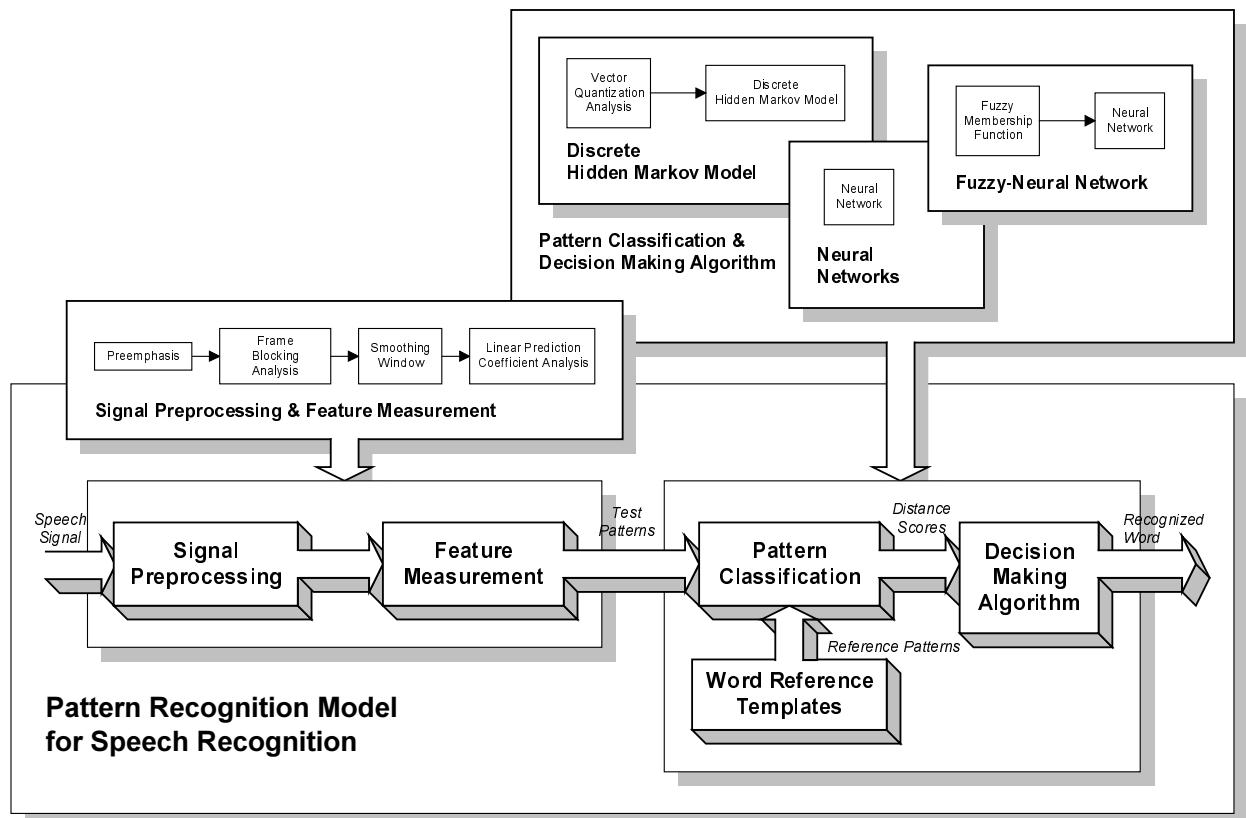 Vector
Quantization
Analysis
Discrete
Hidden Markov Model
Discrete
Hidden Markov Model
Fuzzy
Membership
Function
Neural
Network
Fuzzy-Neural Network
Neural
Network
Neural
Networks
Pattern Classification &
Decision Making Algorithm
Preemphasis
Frame
Blocking
Analysis
Smoothing
Window
Linear Prediction
Coefficient Analysis
Signal Preprocessing & Feature Measurement
Speech
Signal
Signal
Preprocessing
Feature
Measurement
Test
Patterns
Pattern
Classification
Distance
Scores
Decision
Making
Algorithm
Recognized
Word
Reference Patterns
Word Reference
Templates
Pattern Recognition Model
for Speech Recognition